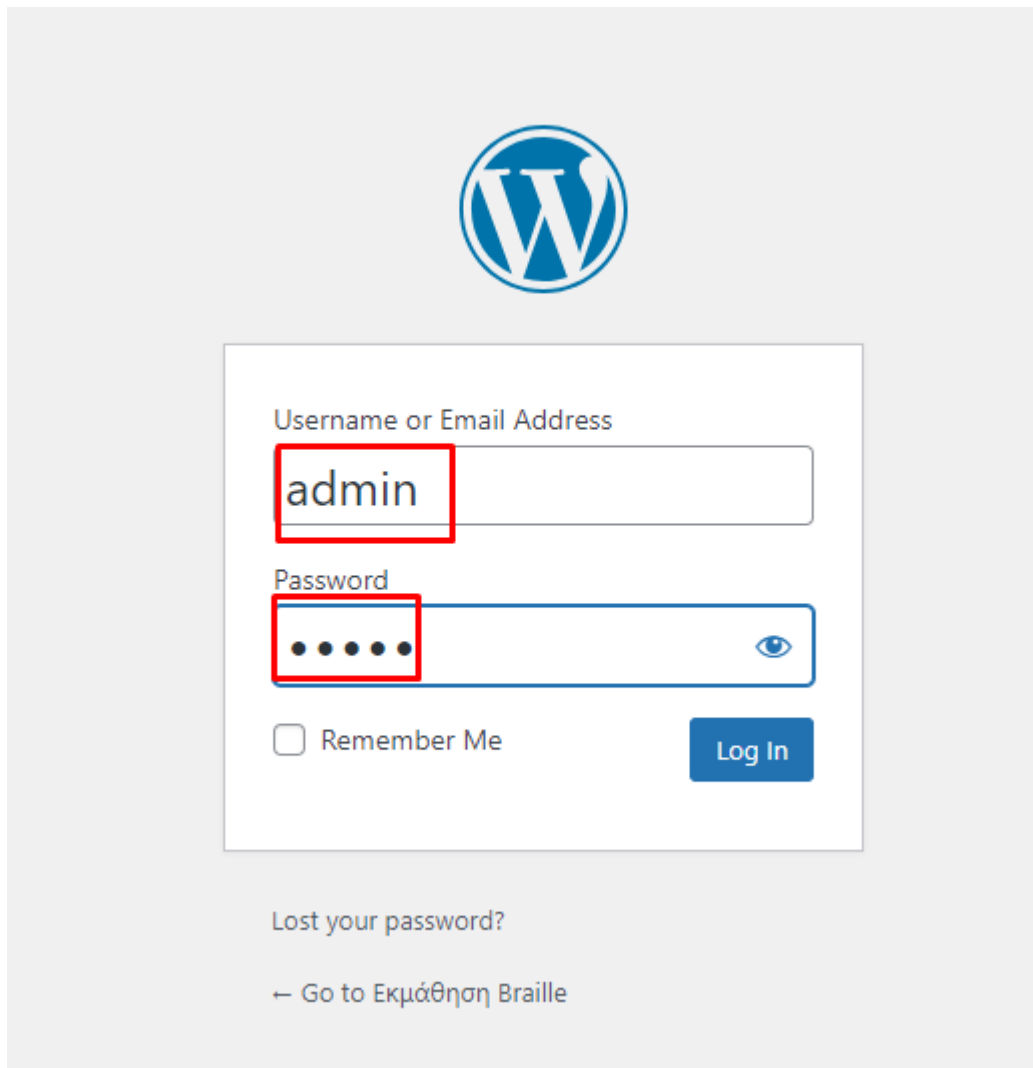 Username or Email Address
admin
Password
•••••
Remember Me
Log In
Lost your password?
← Go to Εκμάθηση Braille